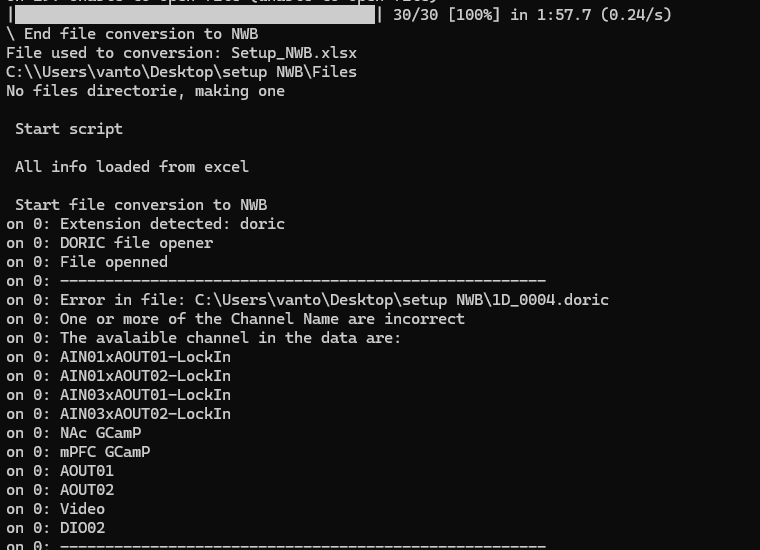 || 30/30 [100%] in 1:57.7 (0.24/s)
\ End file conversion to NWB
File used to conversion: Setup_NWB.xlsx
C:\\Users\vanto\Desktop\setup NWB\Files
No files directorie, making one
Start script
All info loaded from excel
Start file conversion to NWB
on 0: Extension detected: doric
on 0: DORIC file opener
on 0: File openned
on 0: ------------------------------------------------------
on 0: Error in file: C:\Users\vanto\Desktop\setup NWB\1D_0004.doric
on 0: One or more of the Channel Name are incorrect
on 0: The avalaible channel in the data are:
on 0: AIN01xAOUT01-LockIn
on 0: AIN01xAOUT02-LockIn
on 0: AIN03xAOUT01-LockIn
on 0: AIN03xAOUT02-LockIn
on 0: NAc GCamP
on 0: mPFC GCamP
on 0: AOUT01
on 0: AOUT02
on 0: Video
on 0: DIO02
on 0: ------------------------------------------------------